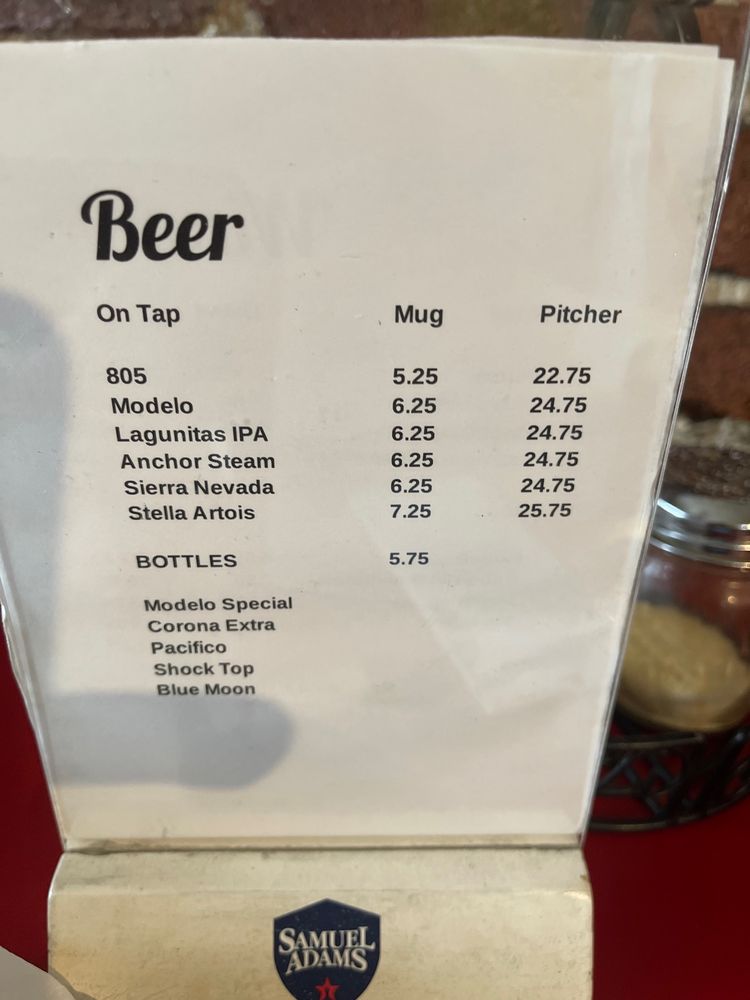 Beer
On Tap Mug Pitcher
805 5.25 22.75
Modelo 6.25 24.75
Lagunitas IPA 6.25 24.75
Anchor Steam 6.25 24.75
Sierra Nevada 6.25 24.75
Stella Artois 7.25 25.75
BOTTLES 5.75
Modelo Special
Corona Extra
Pacifico
Shock Top
Blue Moon
SAMUEL
ADAMS